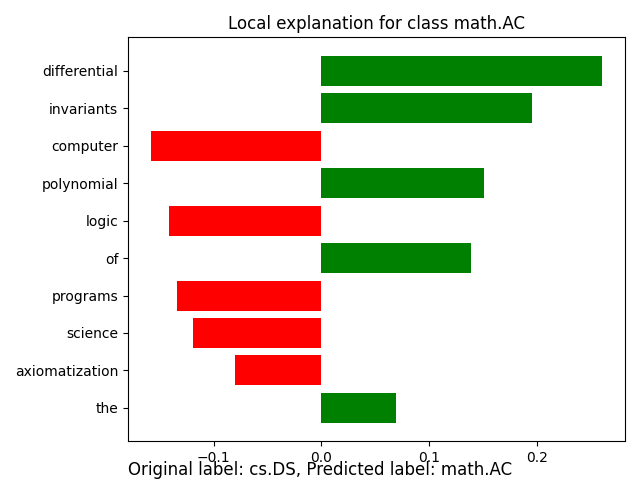 Local explanation for class math.AC
differential
invariants
computer
polynomial
logic
of
programs
science
axiomatization
the
−0.1 0.0 0.1 0.2
Original label: cs.DS, Predicted label: math.AC